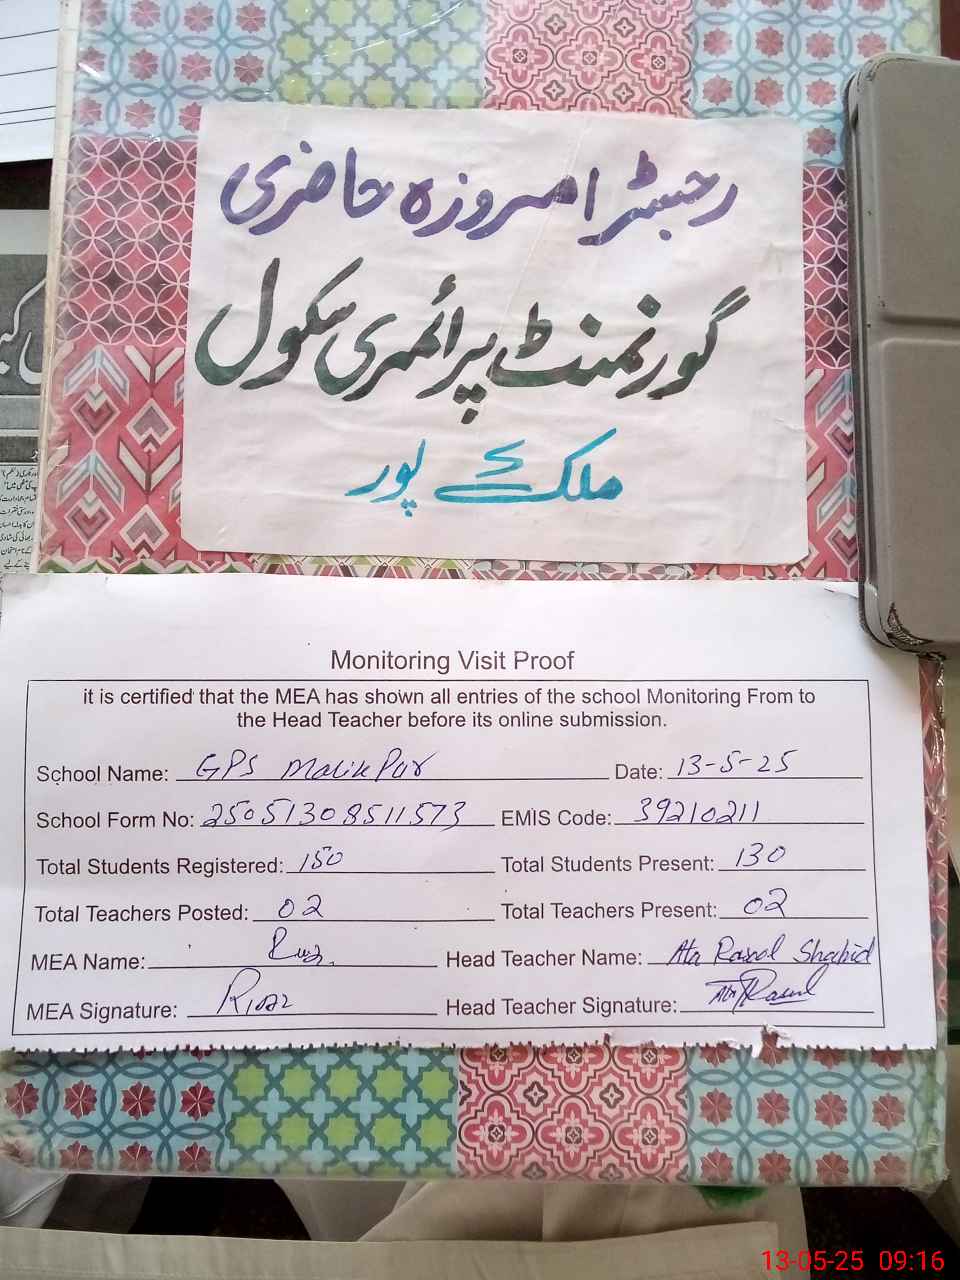 رجسٹر امروزہ حاضری
گورنمنٹ پرائمری سکول
ملکے پور
Monitoring Visit Proof
it is certified that the MEA has shown all entries of the school Monitoring From to
the Head Teacher before its online submission.
School Name: GPS Malik Pur Date: 13-5-25
School Form No: 25051308511573 EMIS Code: 39210211
Total Students Registered: 150 Total Students Present: 130
Total Teachers Posted: 02 Total Teachers Present: 02
MEA Name: Head Teacher Name: Ata Rasool Shahid
MEA Signature: Riaz Head Teacher Signature: Ata Rasul
13-05-25 09:16